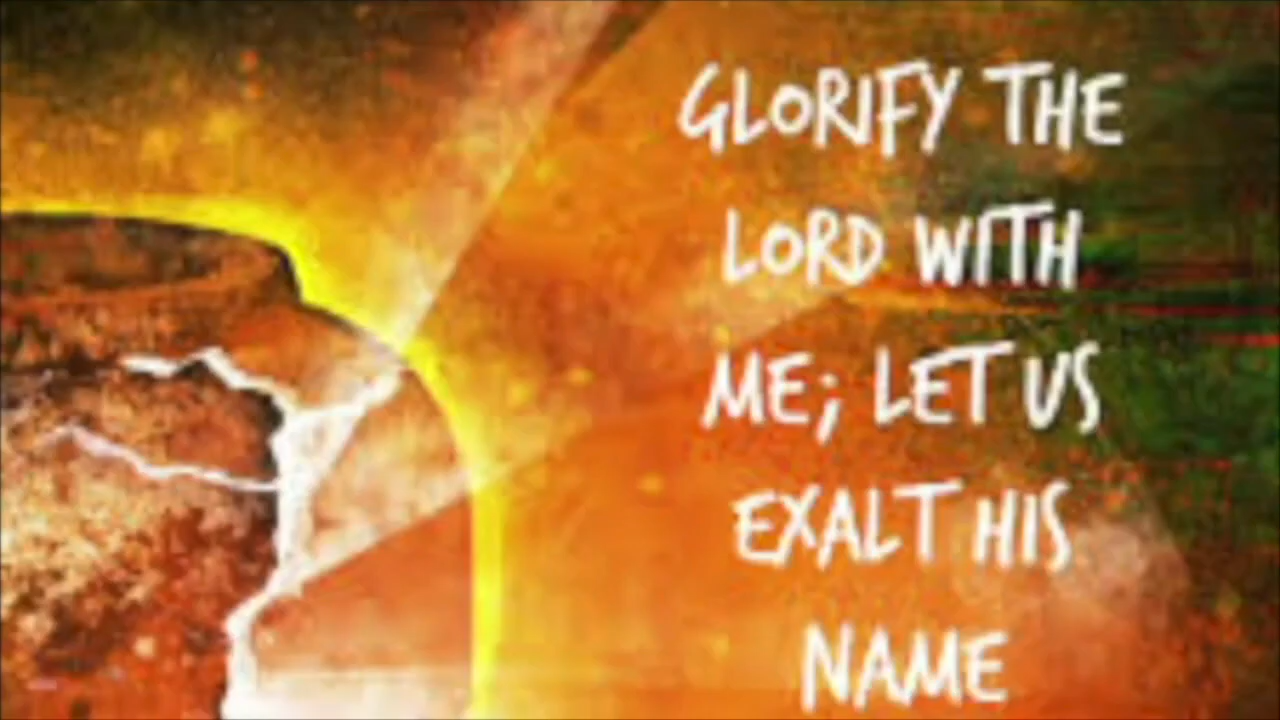 GLORIFY THE
LORD WITH
ME; LET US
EXALT HIS
NAME